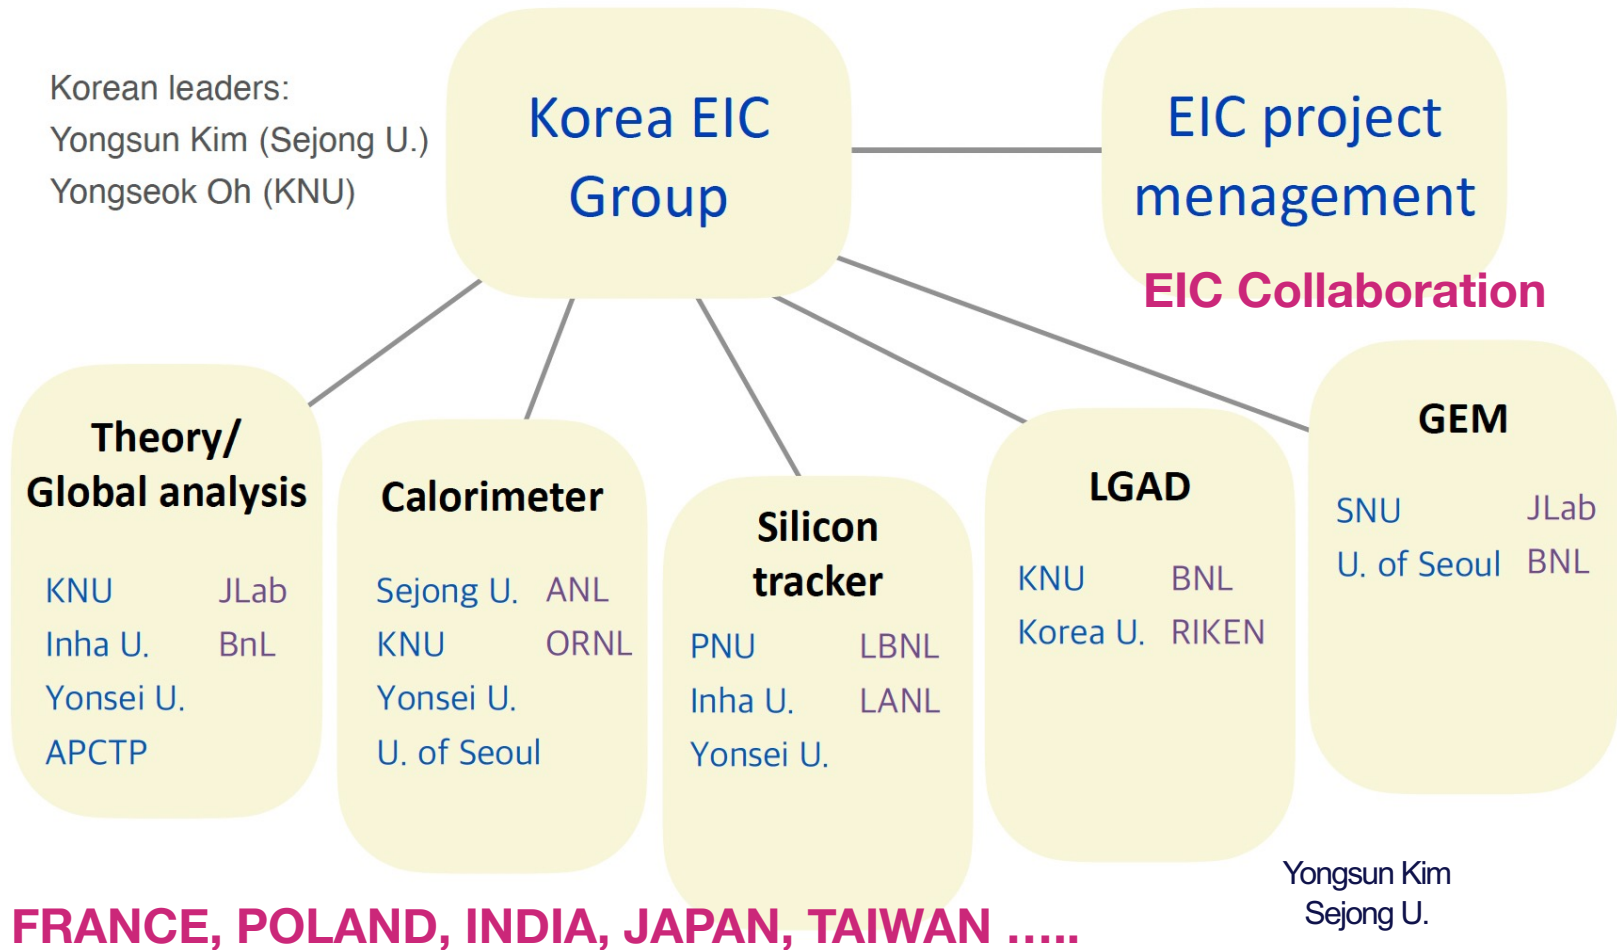 Korean leaders:
Yongsun Kim (Sejong U.)
Yongseok Oh (KNU)
Korea EIC
Group
EIC project
menagement
EIC Collaboration
Theory/
Global analysis
KNU JLab
Inha U. BnL
Yonsei U.
APCTP
Calorimeter
Sejong U. ANL
KNU ORNL
Yonsei U.
U. of Seoul
Silicon
tracker
PNU LBNL
Inha U. LANL
Yonsei U.
LGAD
KNU BNL
Korea U. RIKEN
GEM
SNU JLab
U. of Seoul BNL
Yongsun Kim
Sejong U.
FRANCE, POLAND, INDIA, JAPAN, TAIWAN .....